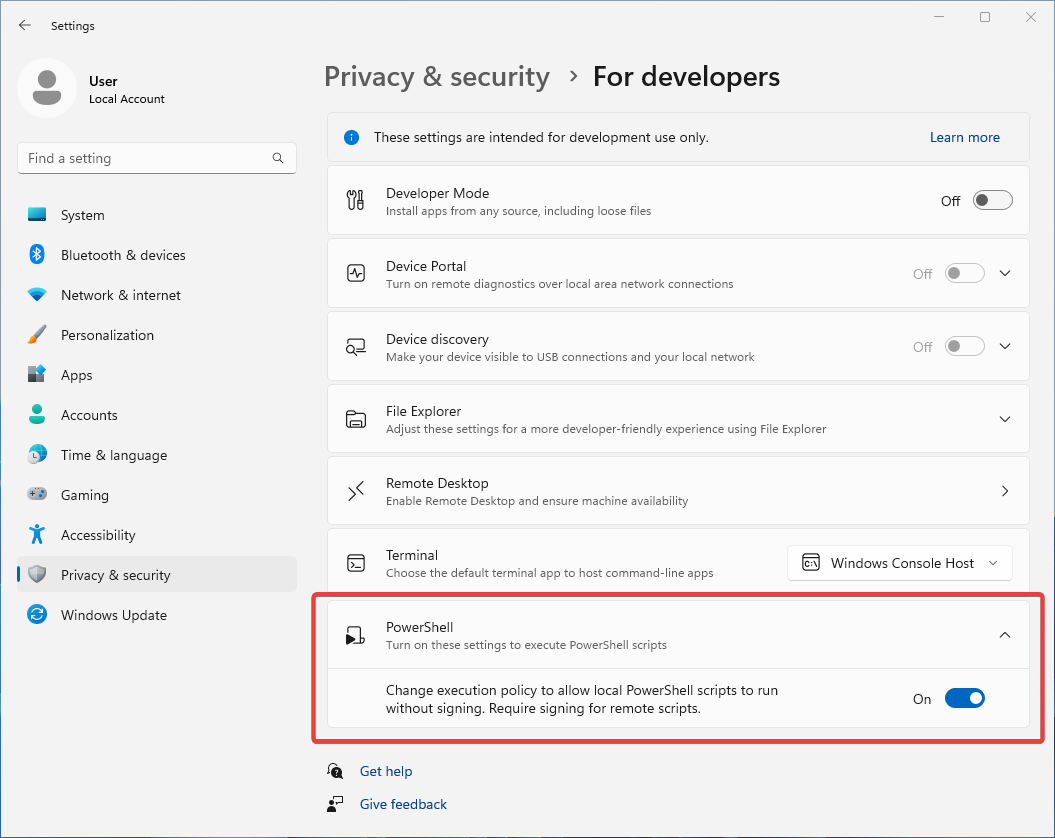 Settings
User
Local Account
Find a setting
System
Bluetooth & devices
Network & internet
Personalization
Apps
Accounts
Time & language
Gaming
Accessibility
Privacy & security
Windows Update
Privacy & security > For developers
These settings are intended for development use only. Learn more
Developer Mode
Install apps from any source, including loose files
Off
Device Portal
Turn on remote diagnostics over local area network connections
Off
Device discovery
Make your device visible to USB connections and your local network
Off
File Explorer
Adjust these settings for a more developer-friendly experience using File Explorer
Remote Desktop
Enable Remote Desktop and ensure machine availability
Terminal
Choose the default terminal app to host command-line apps
Windows Console Host
PowerShell
Turn on these settings to execute PowerShell scripts
Change execution policy to allow local PowerShell scripts to run
without signing. Require signing for remote scripts.
On
Get help
Give feedback